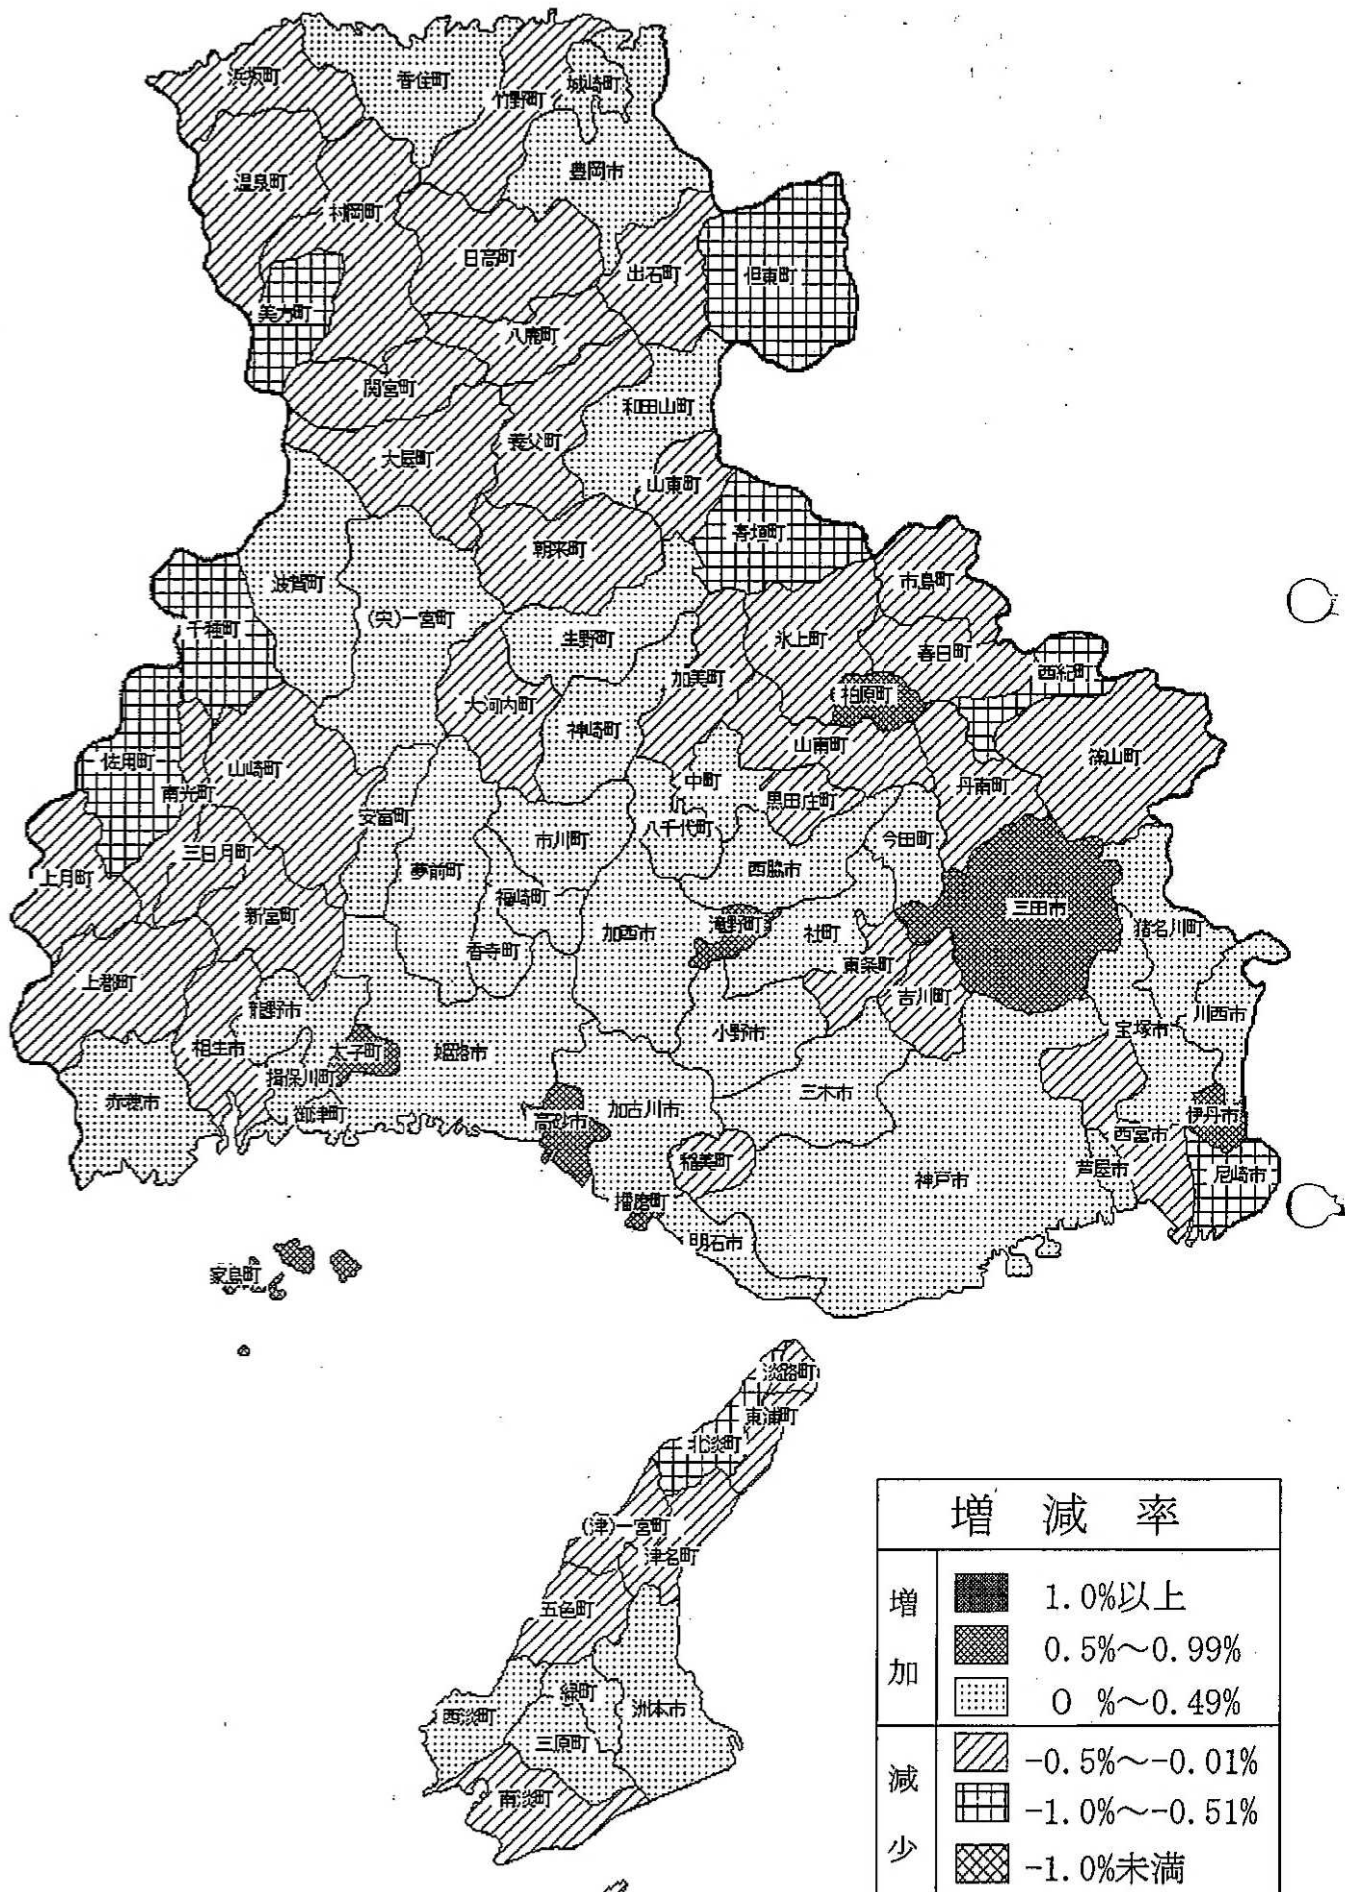 浜坂町
香住町
竹野町
城崎町
豊岡市
温泉町
村岡町
日高町
出石町
但東町
美方町
八鹿町
関宮町
和田山町
養父町
大屋町
山東町
青垣町
朝来町
市島町
波賀町
(宍)一宮町
千種町
生野町
氷上町
春日町
西紀町
加美町
柏原町
大河内町
神崎町
山南町
篠山町
佐用町
山崎町
南光町
中町
黒田庄町
丹南町
安富町
市川町
八千代町
今田町
三日月町
夢前町
西脇市
上月町
福崎町
新宮町
滝野町
社町
三田市
猪名川町
加西市
香寺町
東条町
上郡町
吉川町
龍野市
小野市
宝塚市
川西市
相生市
太子町
姫路市
揖保川町
三木市
赤穂市
御津町
高砂市
加古川市
伊丹市
西宮市
稲美町
神戸市
芦屋市
尼崎市
播磨町
明石市
家島町
淡路町
東浦町
北淡町
(津)一宮町
津名町
五色町
緑町
西淡町
洲本市
三原町
南淡町
増減率
増加
1.0%以上
0.5%～0.99%
0 %～0.49%
減少
-0.5%～-0.01%
-1.0%～-0.51%
-1.0%未満